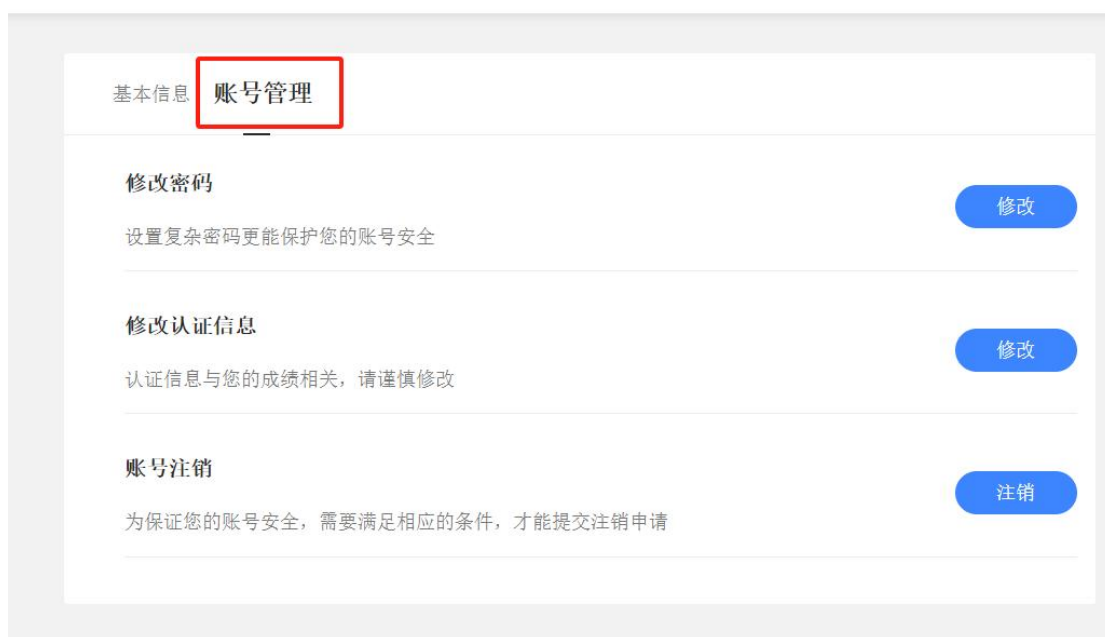 基本信息 账号管理
修改密码
修改
设置复杂密码更能保护您的账号安全
修改认证信息
修改
认证信息与您的成绩相关，请谨慎修改
账号注销
注销
为保证您的账号安全，需要满足相应的条件，才能提交注销申请